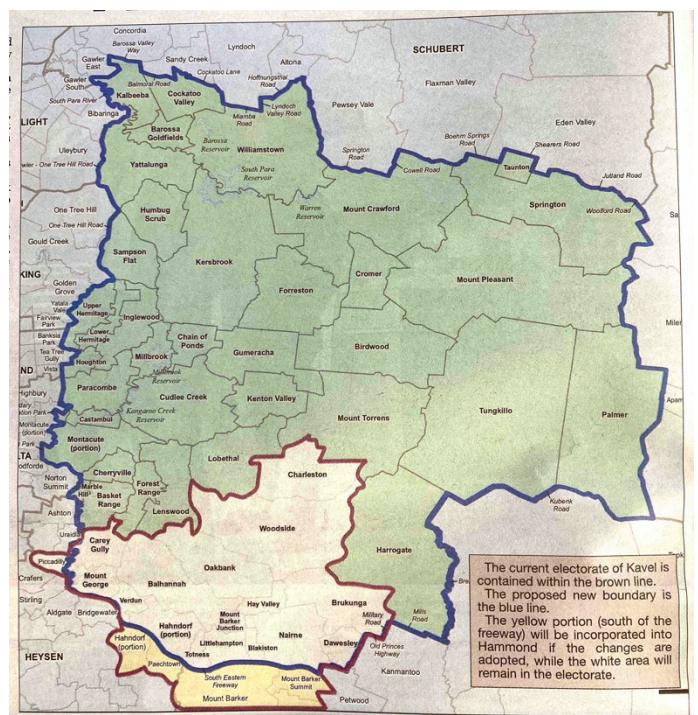 Concordia
Barossa Valley
Way
Lyndoch
Gawler
East
Sandy Creek
Altona
SCHUBERT
Cockatoo Lane
Gawler
South
Balmoral Road
Hoffnungsthal
Road
Kalbeeba
Cockatoo
Valley
Flaxman Valley
South Para River
Lyndoch
Valley Road
Pewsey Vale
Bibaringa
Miamba
Road
LIGHT
Barossa
Goldfields
Eden Valley
Uleybury
Barossa
Reservoir
Williamstown
Springton
Road
Boehm Springs
Road
Shearers Road
One Tree Hill Road
Yattalunga
South Para
Reservoir
Cowell Road
Taunton
Jutland Road
One Tree Hill
Humbug
Scrub
Warren
Reservoir
Mount Crawford
Springton
Woodford Road
One Tree Hill Road
Gould Creek
Sampson
Flat
Kersbrook
Cromer
Mount Pleasant
KING
Golden
Grove
Forreston
Yatala
Vale
Upper
Hermitage
Inglewood
Fairview
Park
Lower
Hermitage
Chain of
Ponds
Banksia
Park
Birdwood
Tea Tree
Gully
Houghton
Millbrook
Gumeracha
Vista
Millbrook
Reservoir
Paracombe
Cudlee Creek
Kenton Valley
Tungkillo
Palmer
Kangaroo Creek
Reservoir
Mount Torrens
Castambul
Montacute
(portion)
Montacute
(portion)
Lobethal
Cherryville
Charleston
Norton
Summit
Marble
Hill
Basket
Range
Forest
Range
Kubenk
Road
Ashton
Lenswood
Woodside
Uraidla
Carey
Gully
Harrogate
Piccadilly
Oakbank
Crafers
Mount
George
Balhannah
Stirling
Verdun
Hay Valley
Brukunga
Mills
Road
Aldgate
Bridgewater
Mount
Barker
Junction
Military
Road
Hahndorf
(portion)
Nairne
Hahndorf
(portion)
Littlehampton
Dawesley
Old Princes
Highway
HEYSEN
Totness
Blakiston
Paechtown
Kanmantoo
South Eastern
Freeway
Mount Barker
Summit
Mount Barker
Petwood
The current electorate of Kavel is
contained within the brown line.
The proposed new boundary is
the blue line.
The yellow portion (south of the
freeway) will be incorporated into
Hammond if the changes are
adopted, while the white area will
remain in the electorate.